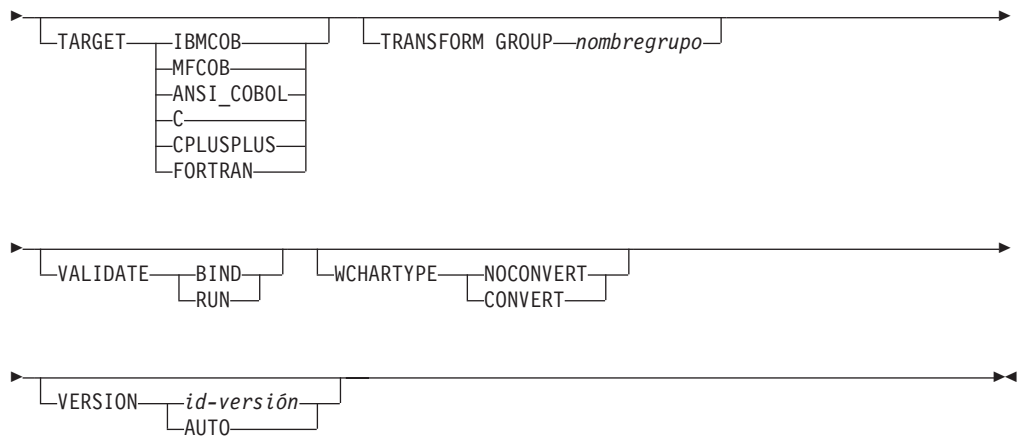 TARGET IBMCOB TRANSFORM GROUP nombregrupo
MFCOB
ANSI_COBOL
C
CPLUSPLUS
FORTRAN
VALIDATE BIND WCHARTYPE NOCONVERT
RUN CONVERT
VERSION id-versión
AUTO